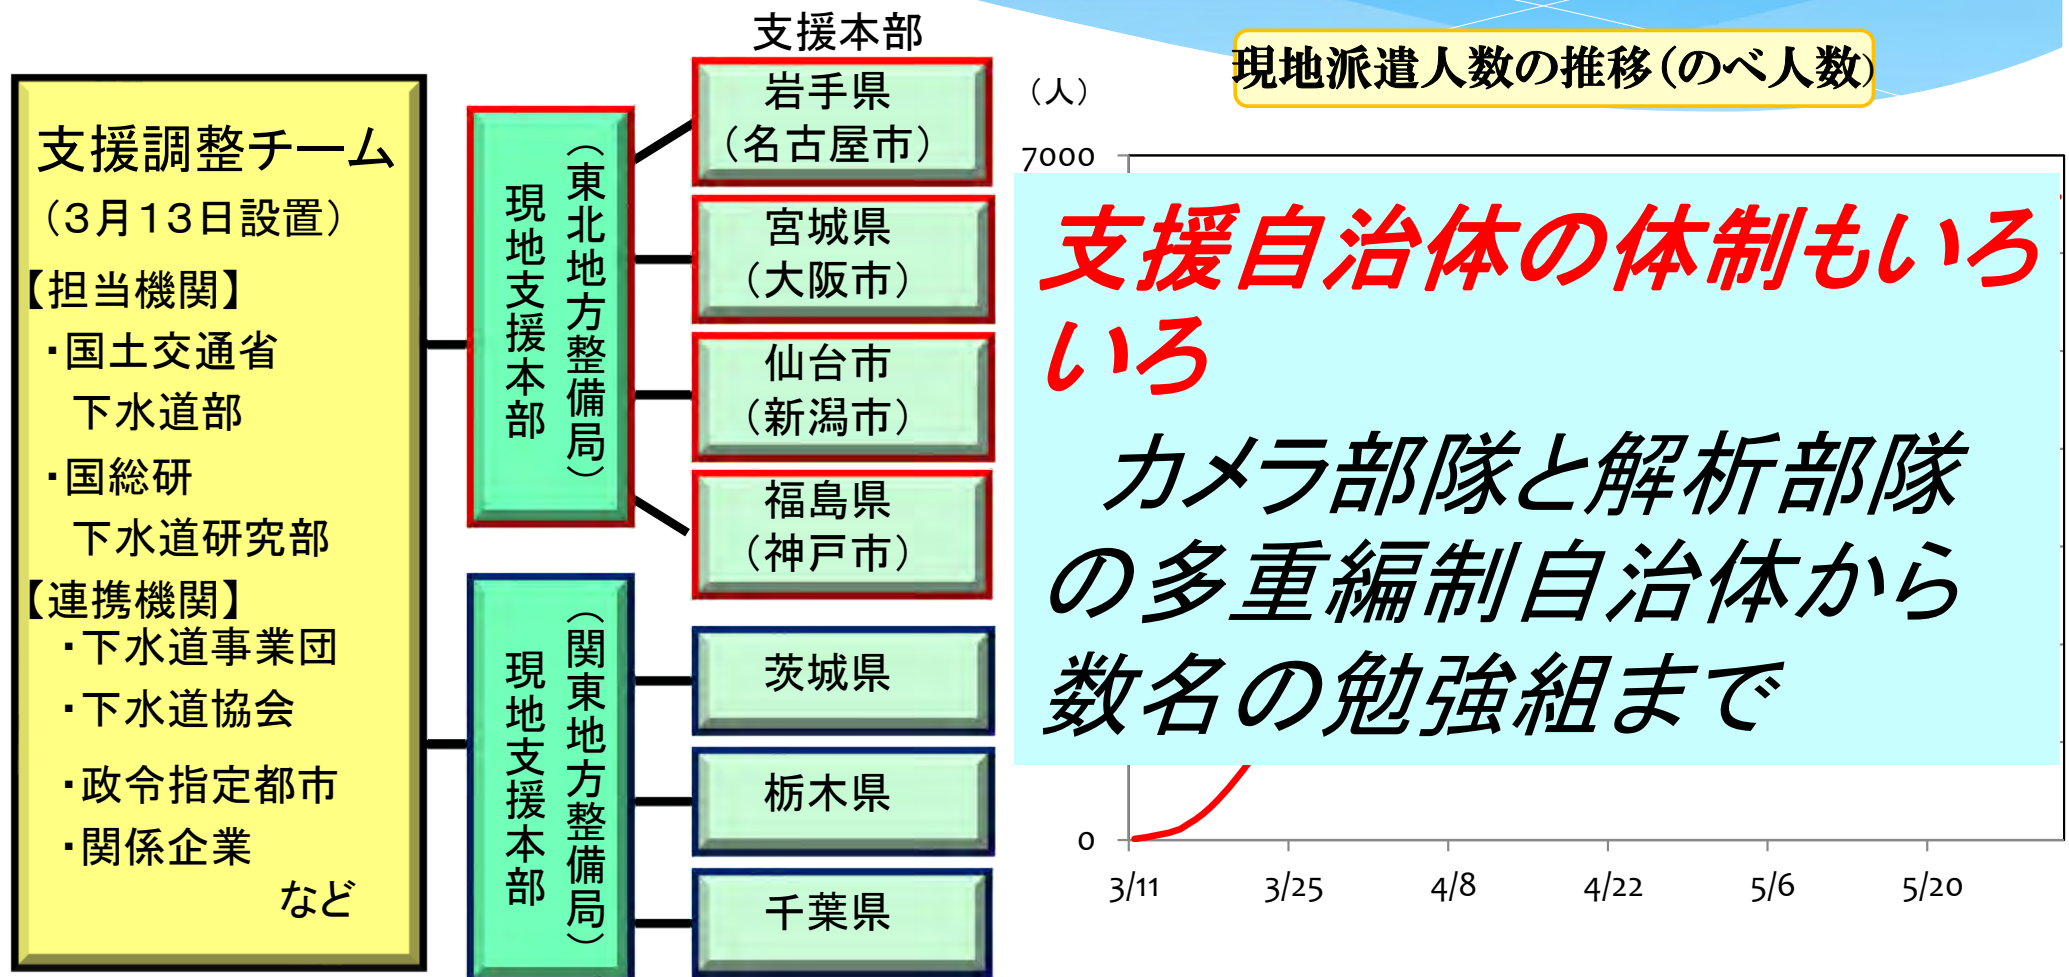 支援調整チーム
（3月13日設置）
【担当機関】
・国土交通省
下水道部
・国総研
下水道研究部
【連携機関】
・下水道事業団
・下水道協会
・政令指定都市
・関係企業
など
（東北地方整備局）
現地支援本部
（関東地方整備局）
現地支援本部
支援本部
岩手県
（名古屋市）
宮城県
（大阪市）
仙台市
（新潟市）
福島県
（神戸市）
茨城県
栃木県
千葉県
現地派遣人数の推移（のべ人数）
（人）
7000
支援自治体の体制もいろ
いろ
カメラ部隊と解析部隊
の多重編制自治体から
数名の勉強組まで
0
3/11 3/25 4/8 4/22 5/6 5/20